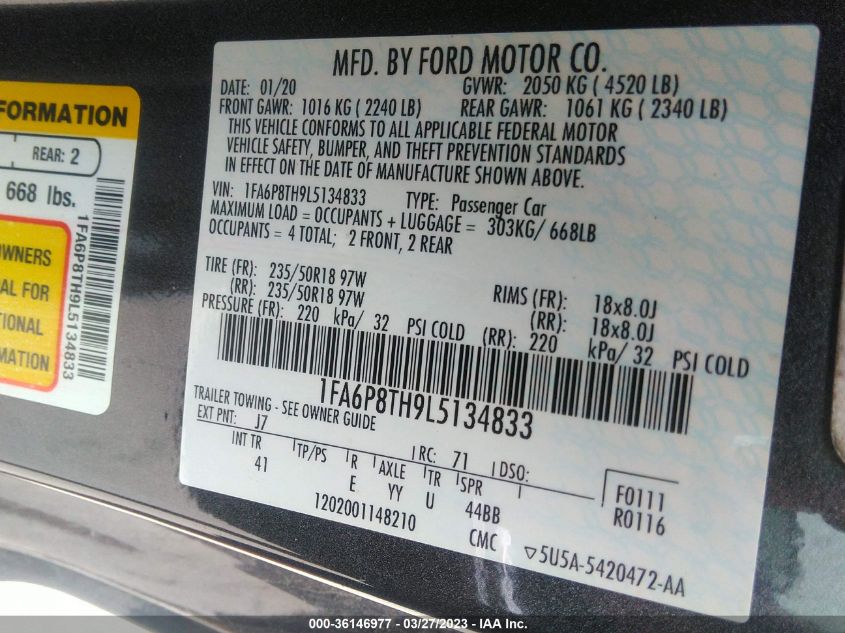 FORMATION
REAR: 2
668 lbs.
OWNERS
AL FOR
TIONAL
MATION
1FA6P8TH9L5134833
MFD. BY FORD MOTOR CO.
DATE: 01/20 GVWR: 2050 KG ( 4520 LB)
FRONT GAWR: 1016 KG ( 2240 LB) REAR GAWR: 1061 KG ( 2340 LB)
THIS VEHICLE CONFORMS TO ALL APPLICABLE FEDERAL MOTOR
VEHICLE SAFETY, BUMPER, AND THEFT PREVENTION STANDARDS
IN EFFECT ON THE DATE OF MANUFACTURE SHOWN ABOVE.
VIN: 1FA6P8TH9L5134833 TYPE: Passenger Car
MAXIMUM LOAD = OCCUPANTS + LUGGAGE = 303KG/ 668LB
OCCUPANTS = 4 TOTAL; 2 FRONT, 2 REAR
TIRE (FR): 235/50R18 97W RIMS (FR): 18x8.0J
(RR): 235/50R18 97W (RR): 18x8.0J
PRESSURE (FR): 220 kPa/ 32 PSI COLD (RR): 220 kPa/ 32 PSI COLD
1FA6P8TH9L5134833
TRAILER TOWING - SEE OWNER GUIDE
EXT PNT: J7 RC: 71 DSO:
INT TR TP/PS R AXLE TR SPR
41 E YY U 44BB
F0111
R0116
1202001148210 CMC ▽5U5A-5420472-AA
000-36146977 - 03/27/2023 - IAA Inc.